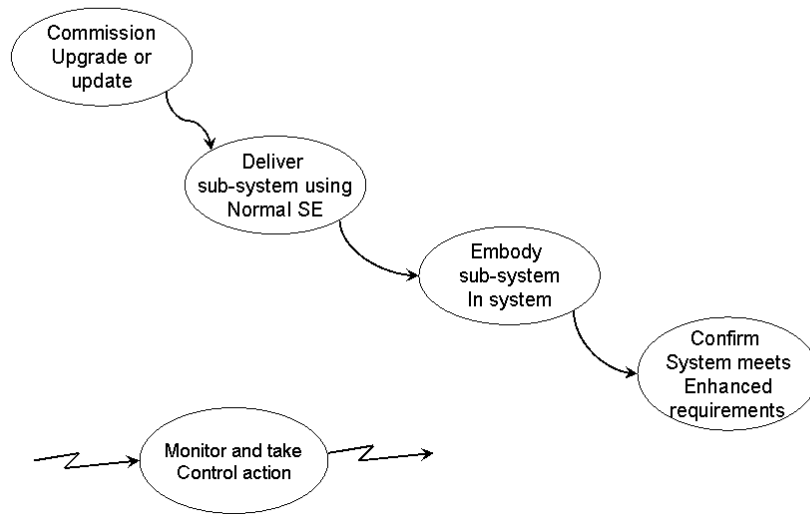 Commission
Upgrade or
update
Deliver
sub-system using
Normal SE
Embody
sub-system
In system
Confirm
System meets
Enhanced
requirements
Monitor and take
Control action